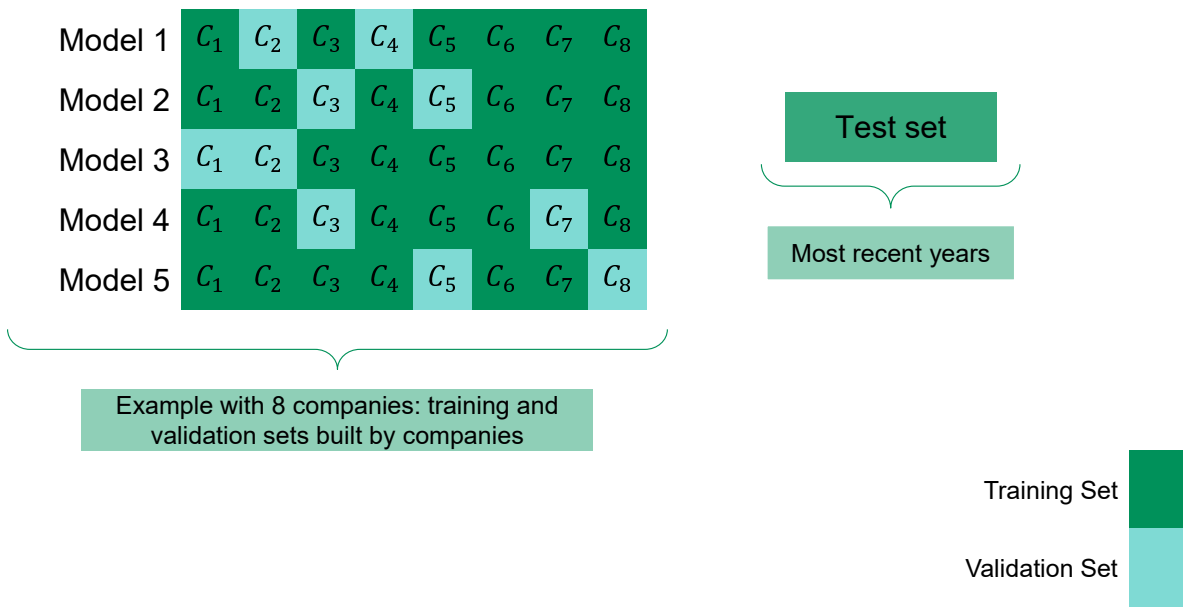 Model 1 C₁ C₂ C₃ C₄ C₅ C₆ C₇ C₈
Model 2 C₁ C₂ C₃ C₄ C₅ C₆ C₇ C₈
Model 3 C₁ C₂ C₃ C₄ C₅ C₆ C₇ C₈
Model 4 C₁ C₂ C₃ C₄ C₅ C₆ C₇ C₈
Model 5 C₁ C₂ C₃ C₄ C₅ C₆ C₇ C₈
Example with 8 companies: training and
validation sets built by companies
Test set
Most recent years
Training Set
Validation Set